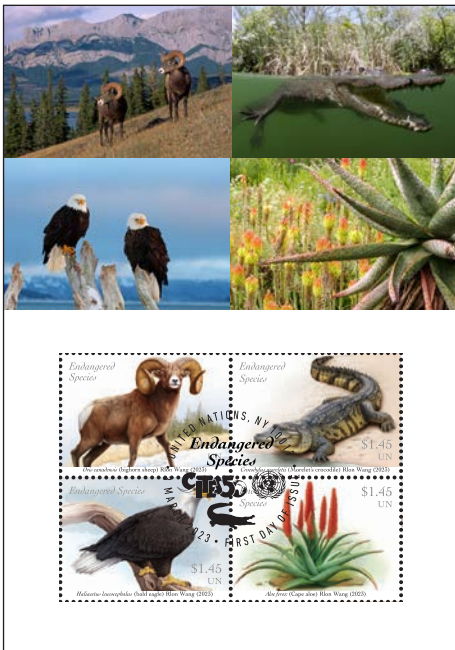 Endangered
Species
Endangered
Species
$1.45
UN
Ovis canadensis (bighorn sheep) Rlon Wang (2023)
(Morelet's crocodile) Rlon Wang (2023)
UNITED NATIONS, NY
Endangered
Species
CITES 50
2023 • FIRST DAY OF ISSUE
Endangered Species
$1.45
UN
$1.45
UN
Haliaeetus leucocephalus (bald eagle) Rlon Wang (2023)
Aloe ferox (Cape aloe) Rlon Wang (2023)